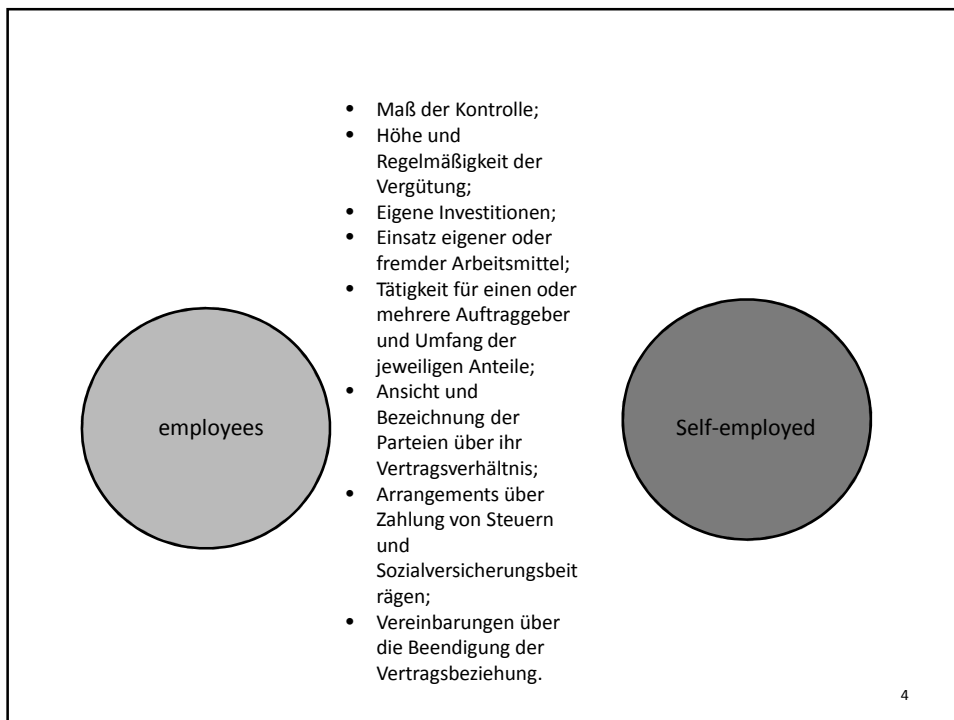 • Maß der Kontrolle;
• Höhe und
Regelmäßigkeit der
Vergütung;
• Eigene Investitionen;
• Einsatz eigener oder
fremder Arbeitsmittel;
• Tätigkeit für einen oder
mehrere Auftraggeber
und Umfang der
jeweiligen Anteile;
• Ansicht und
Bezeichnung der
Parteien über ihr
Vertragsverhältnis;
• Arrangements über
Zahlung von Steuern
und
Sozialversicherungsbeit
rägen;
• Vereinbarungen über
die Beendigung der
Vertragsbeziehung.
employees
Self-employed
4